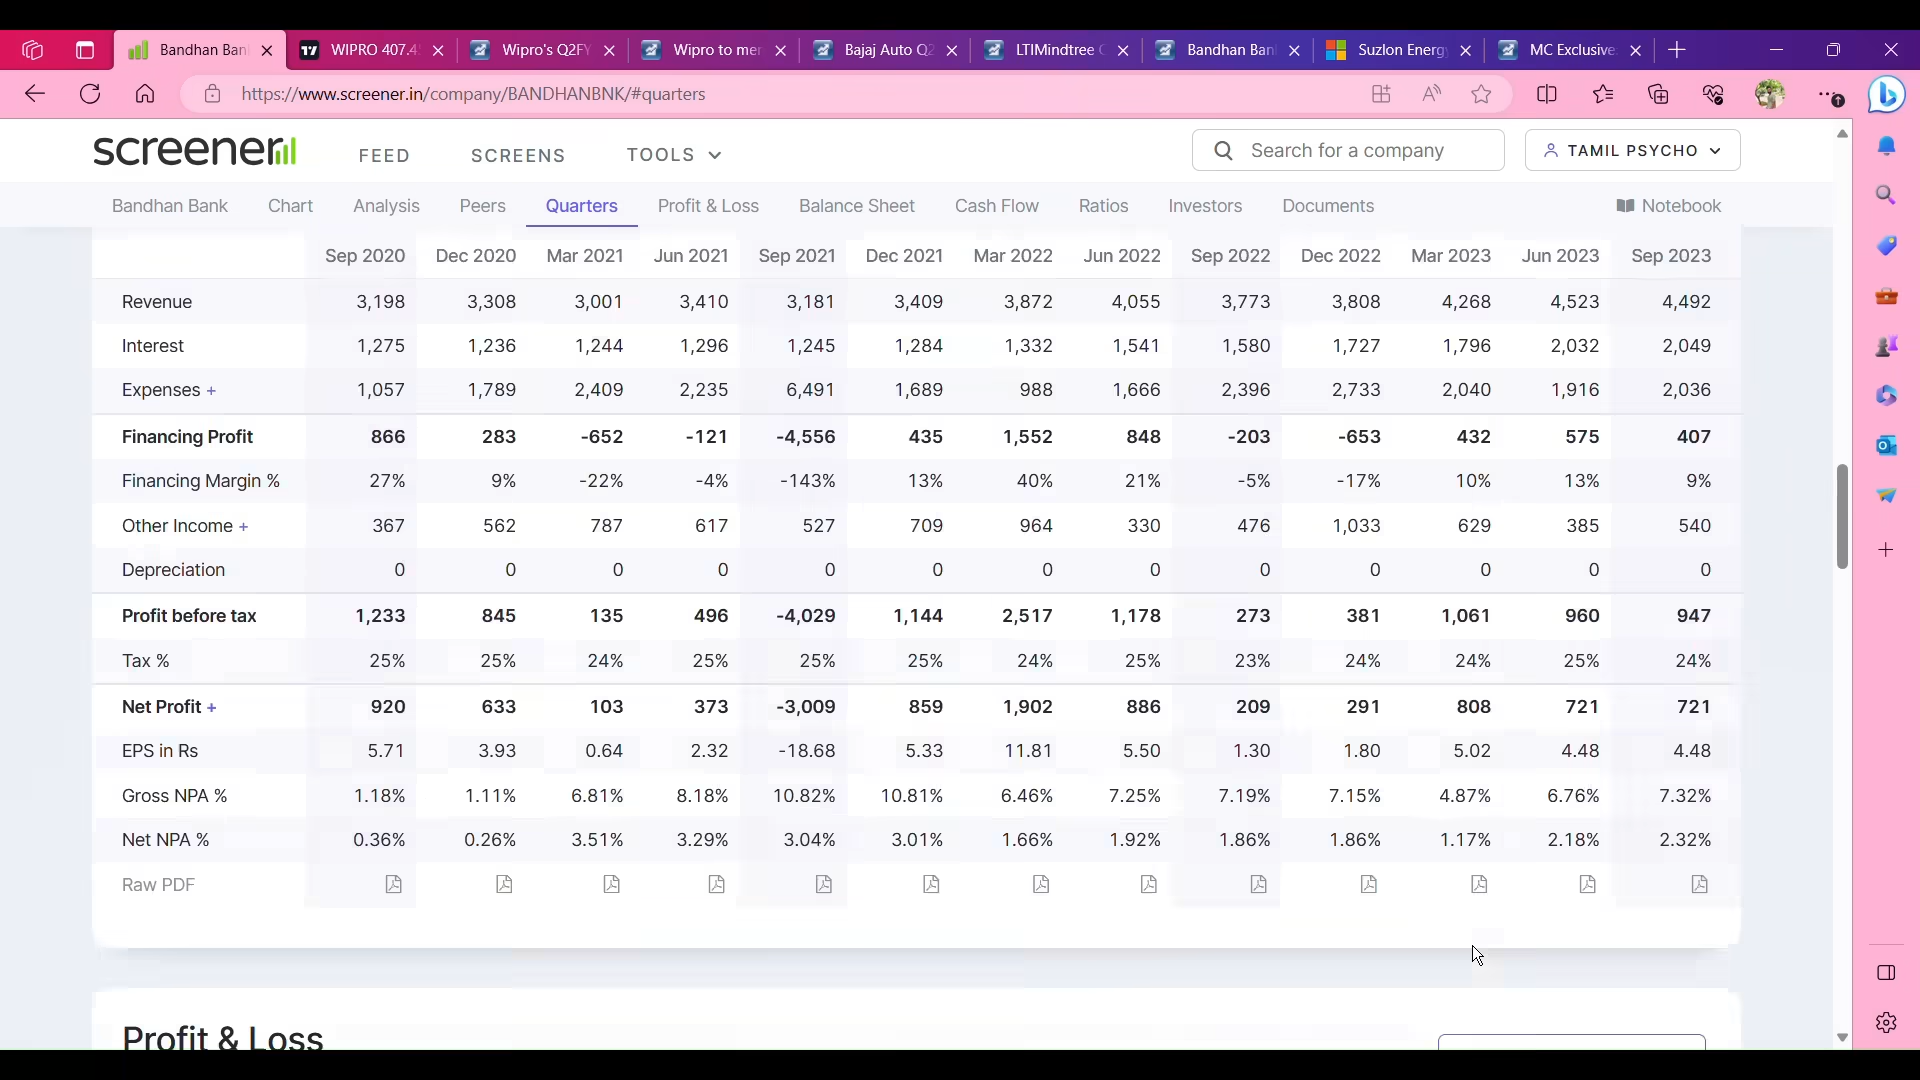 Bandhan Ban
WIPRO 407.4
Wipro's Q2FY
Wipro to mer
Bajaj Auto Q2
LTIMindtree
Bandhan Ban
Suzlon Energy
MC Exclusive:
https://www.screener.in/company/BANDHANBNK/#quarters
screener
FEED SCREENS TOOLS
Search for a company
TAMIL PSYCHO
Bandhan Bank Chart Analysis Peers Quarters Profit & Loss Balance Sheet Cash Flow Ratios Investors Documents Notebook
Sep 2020 Dec 2020 Mar 2021 Jun 2021 Sep 2021 Dec 2021 Mar 2022 Jun 2022 Sep 2022 Dec 2022 Mar 2023 Jun 2023 Sep 2023
Revenue 3,198 3,308 3,001 3,410 3,181 3,409 3,872 4,055 3,773 3,808 4,268 4,523 4,492
Interest 1,275 1,236 1,244 1,296 1,245 1,284 1,332 1,541 1,580 1,727 1,796 2,032 2,049
Expenses + 1,057 1,789 2,409 2,235 6,491 1,689 988 1,666 2,396 2,733 2,040 1,916 2,036
Financing Profit 866 283 -652 -121 -4,556 435 1,552 848 -203 -653 432 575 407
Financing Margin % 27% 9% -22% -4% -143% 13% 40% 21% -5% -17% 10% 13% 9%
Other Income + 367 562 787 617 527 709 964 330 476 1,033 629 385 540
Depreciation 0 0 0 0 0 0 0 0 0 0 0 0 0
Profit before tax 1,233 845 135 496 -4,029 1,144 2,517 1,178 273 381 1,061 960 947
Tax % 25% 25% 24% 25% 25% 25% 24% 25% 23% 24% 24% 25% 24%
Net Profit + 920 633 103 373 -3,009 859 1,902 886 209 291 808 721 721
EPS in Rs 5.71 3.93 0.64 2.32 -18.68 5.33 11.81 5.50 1.30 1.80 5.02 4.48 4.48
Gross NPA % 1.18% 1.11% 6.81% 8.18% 10.82% 10.81% 6.46% 7.25% 7.19% 7.15% 4.87% 6.76% 7.32%
Net NPA % 0.36% 0.26% 3.51% 3.29% 3.04% 3.01% 1.66% 1.92% 1.86% 1.86% 1.17% 2.18% 2.32%
Raw PDF
Profit & Loss